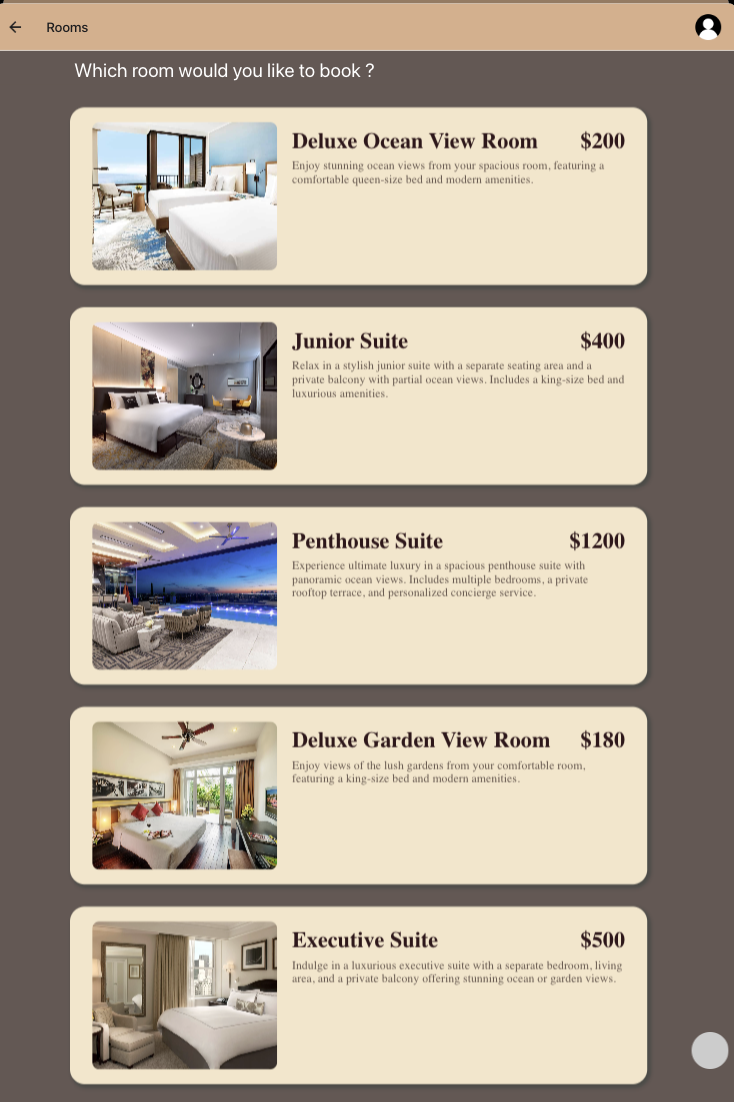 Rooms
Which room would you like to book ?
Deluxe Ocean View Room $200
Enjoy stunning ocean views from your spacious room, featuring a
comfortable queen-size bed and modern amenities.
Junior Suite $400
Relax in a stylish junior suite with a separate seating area and a
private balcony with partial ocean views. Includes a king-size bed and
luxurious amenities.
Penthouse Suite $1200
Experience ultimate luxury in a spacious penthouse suite with
panoramic ocean views. Includes multiple bedrooms, a private
rooftop terrace, and personalized concierge service.
Deluxe Garden View Room $180
Enjoy views of the lush gardens from your comfortable room,
featuring a king-size bed and modern amenities.
Executive Suite $500
Indulge in a luxurious executive suite with a separate bedroom, living
area, and a private balcony offering stunning ocean or garden views.